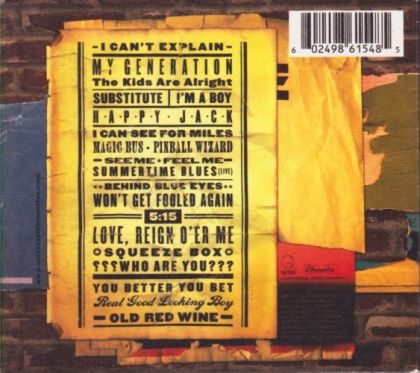 - I CAN'T EXPLAIN -
MY GENERATION
The Kids Are Alright
SUBSTITUTE I'M A BOY
HAPPY JACK
I CAN SEE FOR MILES
MAGIC BUS - PINBALL WIZARD
SEE ME • FEEL ME
SUMMERTIME BLUES (LIVE)
BEHIND BLUE EYES
WON'T GET FOOLED AGAIN
5:15
LOVE, REIGN O'ER ME
SQUEEZE BOX
???WHO ARE YOU???
YOU BETTER YOU BET
Real Good Looking Boy
- OLD RED WINE -
6 02498 61548 5
geffen
Chronicles